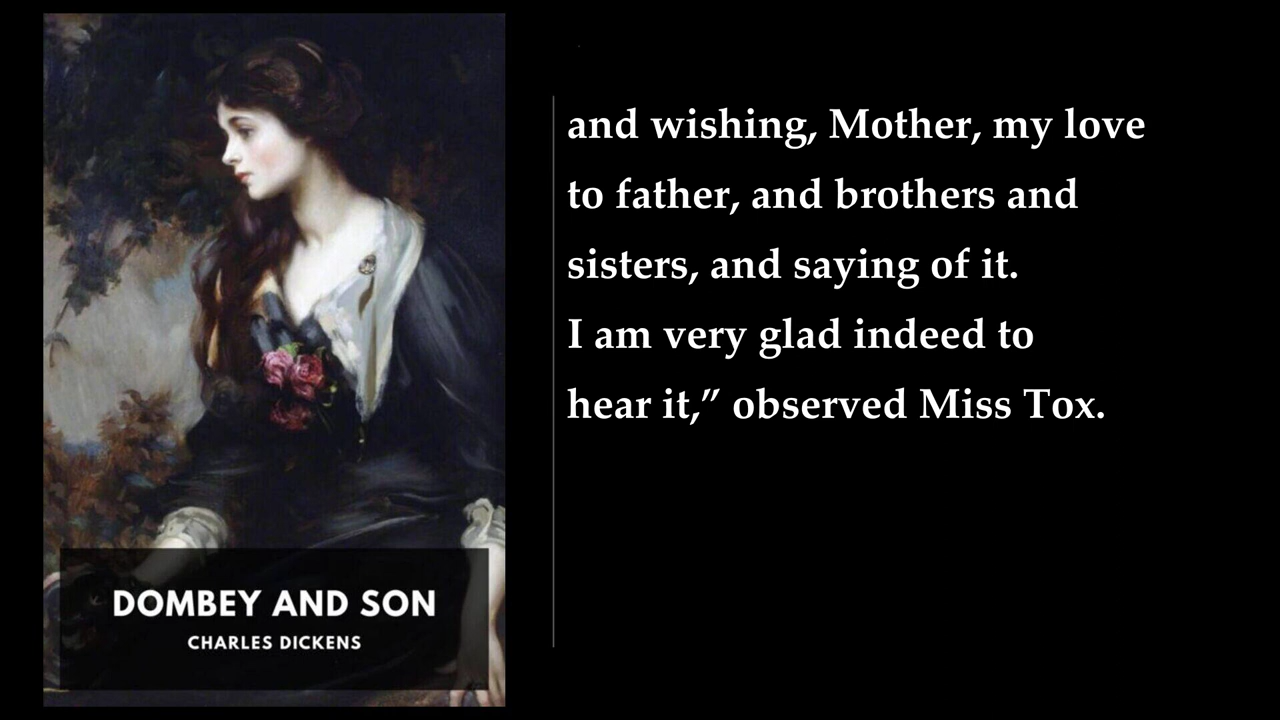 DOMBEY AND SON
CHARLES DICKENS
and wishing, Mother, my love
to father, and brothers and
sisters, and saying of it.
I am very glad indeed to
hear it,” observed Miss Tox.